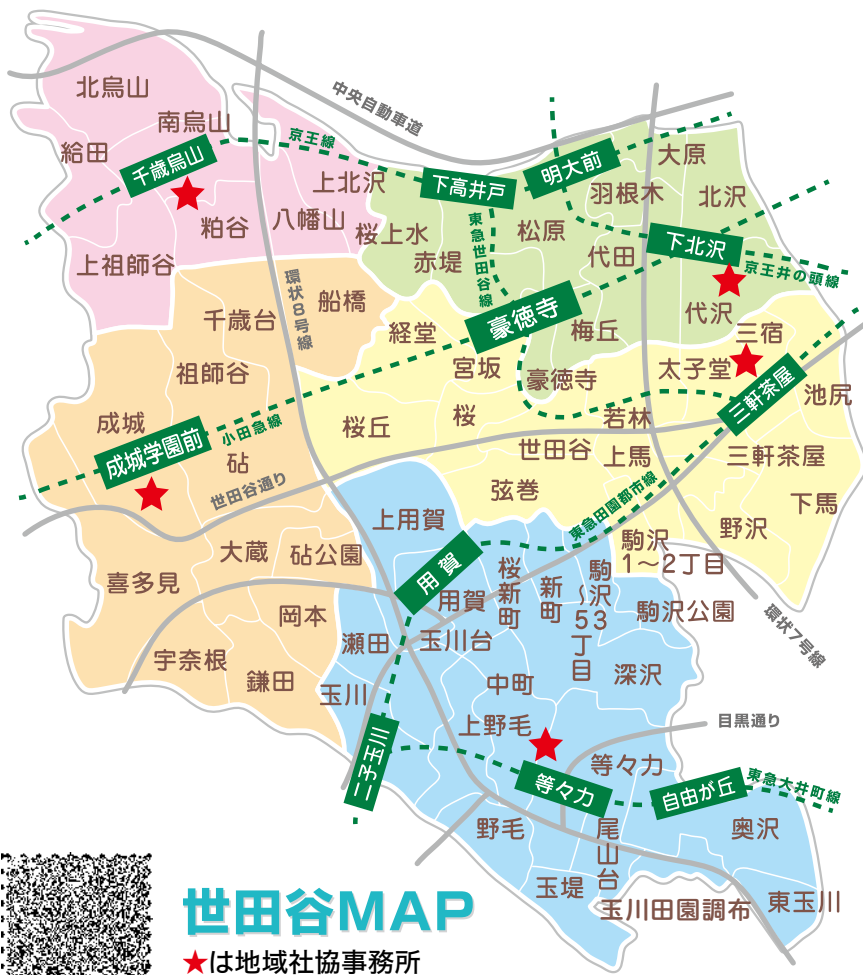 北烏山
中央自動車道
南烏山
京王線
給田
千歳烏山
上北沢
下高井戸
明大前
大原
羽根木
北沢
粕谷
八幡山
桜上水
東急世田谷線
松原
下北沢
上祖師谷
赤堤
代田
京王井の頭線
環状8号線
船橋
千歳台
豪徳寺
代沢
経堂
梅丘
三宿
祖師谷
宮坂
豪徳寺
太子堂
三軒茶屋
池尻
成城
小田急線
桜丘
桜
若林
成城学園前
砧
世田谷
上馬
三軒茶屋
世田谷通り
弦巻
東急田園都市線
下馬
上用賀
野沢
大蔵
砧公園
駒沢
1〜2丁目
喜多見
用賀
用賀
桜新町
新町
駒沢3〜5丁目
駒沢公園
環状7号線
岡本
瀬田
玉川台
宇奈根
鎌田
玉川
中町
深沢
上野毛
目黒通り
二子玉川
等々力
等々力
自由が丘
東急大井町線
野毛
尾山台
奥沢
玉堤
玉川田園調布
東玉川
世田谷MAP
★は地域社協事務所